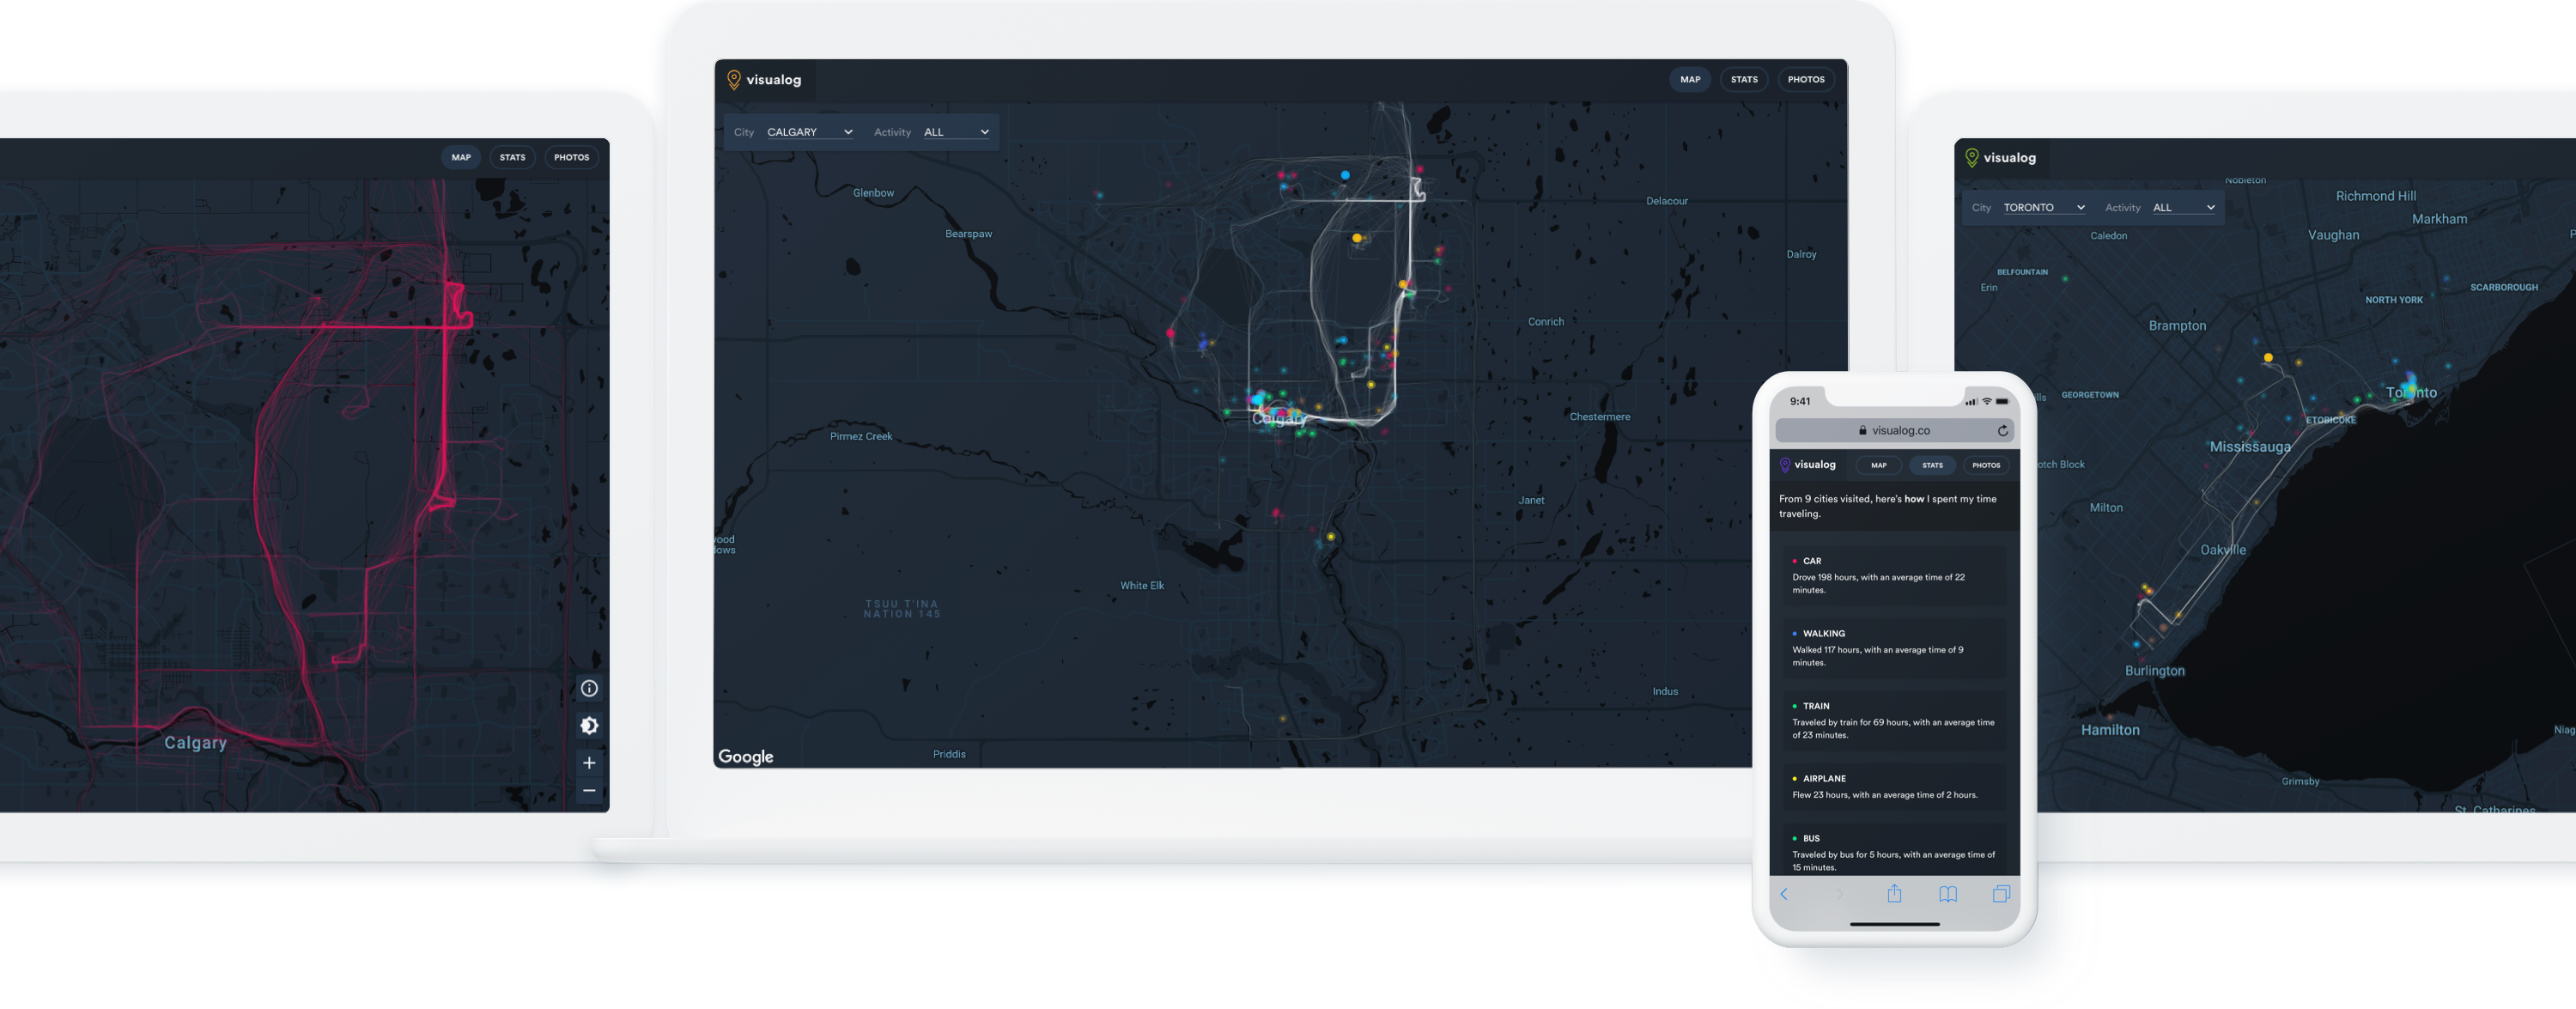 MAP STATS PHOTOS
Calgary
visualog
MAP STATS PHOTOS
City CALGARY Activity ALL
Glenbow
Delacour
Bearspaw
Dalroy
Conrich
Calgary
Chestermere
Pirmez Creek
Janet
White Elk
TSUU T'INA
NATION 145
Indus
Priddis
Google
9:41
visualog.co
visualog MAP STATS PHOTOS
From 9 cities visited, here's how I spent my time
traveling.
CAR
Drove 198 hours, with an average time of 22
minutes.
WALKING
Walked 117 hours, with an average time of 9
minutes.
TRAIN
Traveled by train for 69 hours, with an average time
of 23 minutes.
AIRPLANE
Flew 23 hours, with an average time of 2 hours.
BUS
Traveled by bus for 5 hours, with an average time of
15 minutes.
visualog
City TORONTO Activity ALL
Nobleton
Richmond Hill
Markham
Vaughan
Caledon
BELFOUNTAIN
Erin
SCARBOROUGH
NORTH YORK
Brampton
Toronto
GEORGETOWN
ETOBICOKE
Mississauga
otch Block
Milton
Oakville
Burlington
Hamilton
Niag
Grimsby
St. Catharines